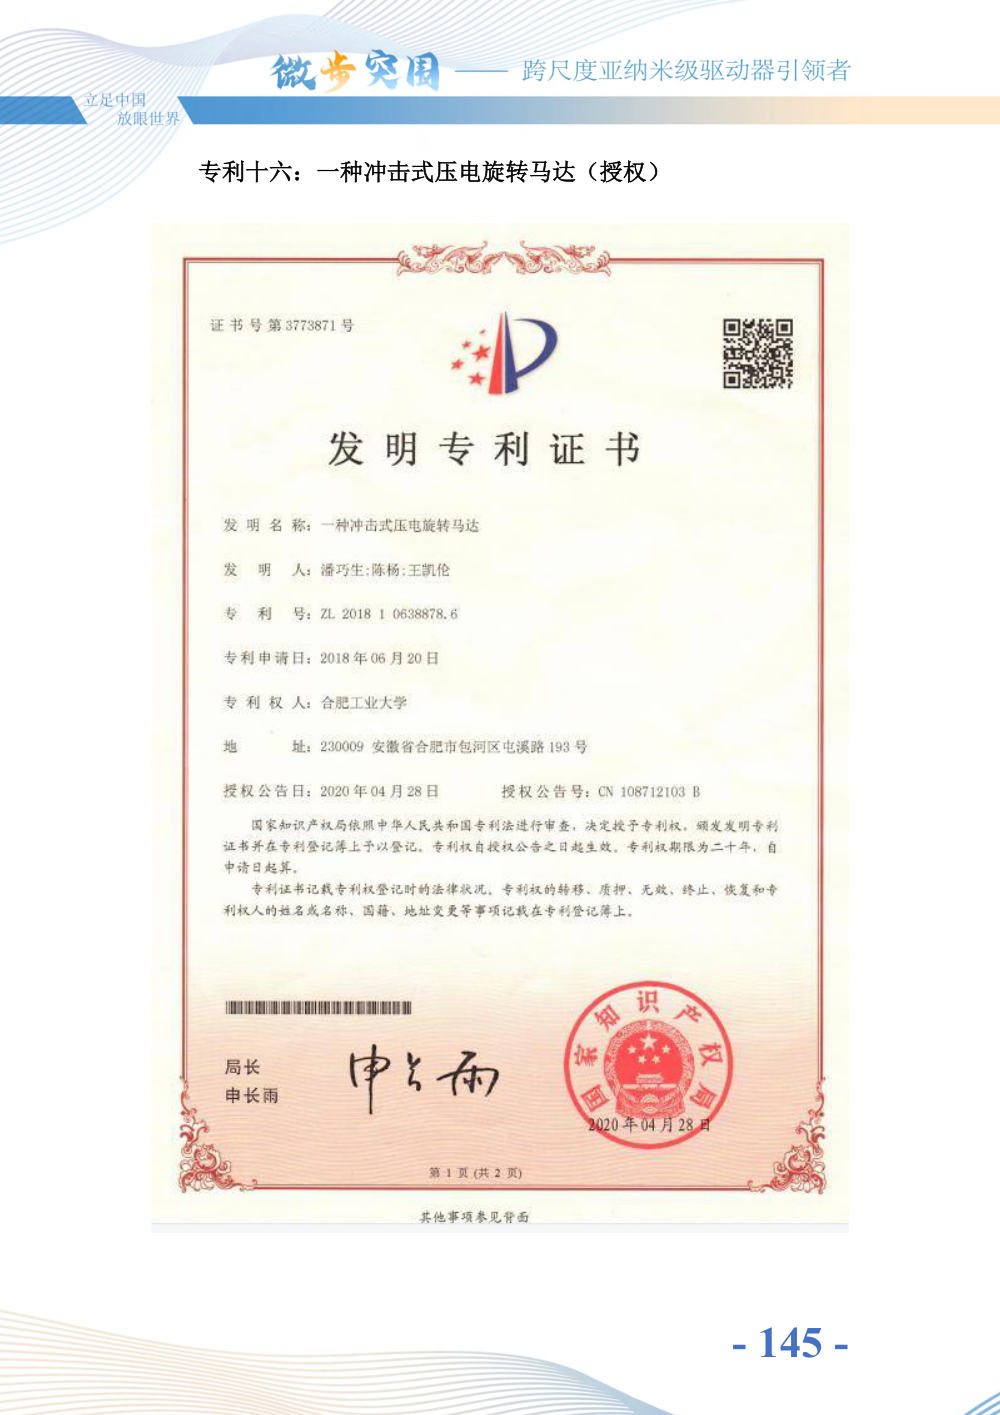 微步突围 —— 跨尺度亚纳米级驱动器引领者
立足中国
放眼世界
专利十六：一种冲击式压电旋转马达（授权）
证书号第3773871号
发明专利证书
发明名称：一种冲击式压电旋转马达
发明人：潘巧生;陈杨;王凯伦
专利号：ZL 2018 1 0638878.6
专利申请日：2018年06月20日
专利权人：合肥工业大学
地址：230009 安徽省合肥市包河区屯溪路193号
授权公告日：2020年04月28日 授权公告号：CN 108712103 B
国家知识产权局依照中华人民共和国专利法进行审查，决定授予专利权，颁发发明专利
证书并在专利登记簿上予以登记。专利权自授权公告之日起生效。专利权期限为二十年，自
申请日起算。
专利证书记载专利权登记时的法律状况。专利权的转移、质押、无效、终止、恢复和专
利权人的姓名或名称、国籍、地址变更等事项记载在专利登记簿上。
局长
申长雨
申长雨
国家知识产权局
2020年04月28日
第 1 页 (共 2 页)
其他事项参见背面
- 145 -